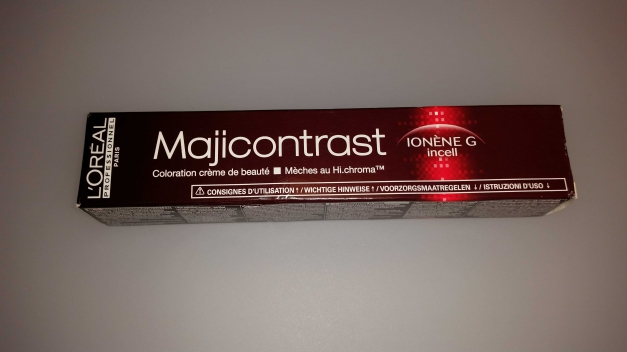 L'ORÉAL
PROFESSIONNEL
PARIS
Majicontrast
Coloration crème de beauté ■ Mèches au Hi.chroma™
IONÈNE G
incell
⚠ CONSIGNES D'UTILISATION ↑ / WICHTIGE HINWEISE ↑ / VOORZORGSMAATREGELEN ↓ / ISTRUZIONI D'USO ↓